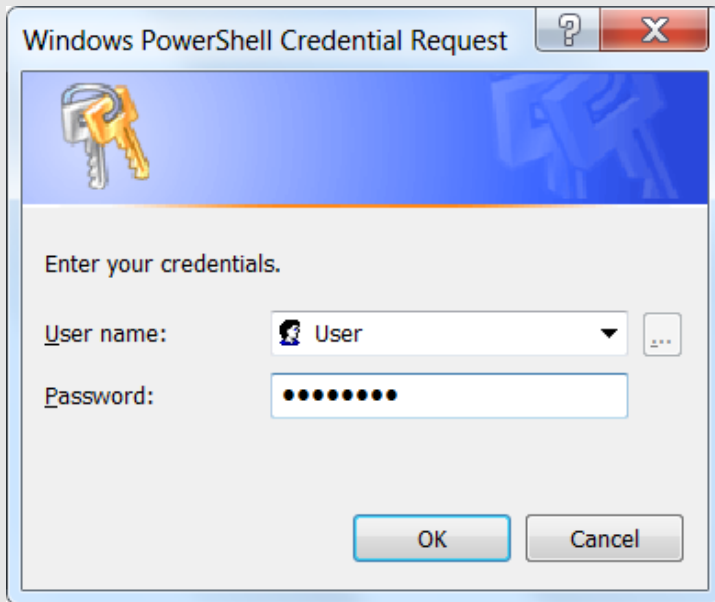 Windows PowerShell Credential Request
Enter your credentials.
User name: User ...
Password: ••••••••
OK Cancel